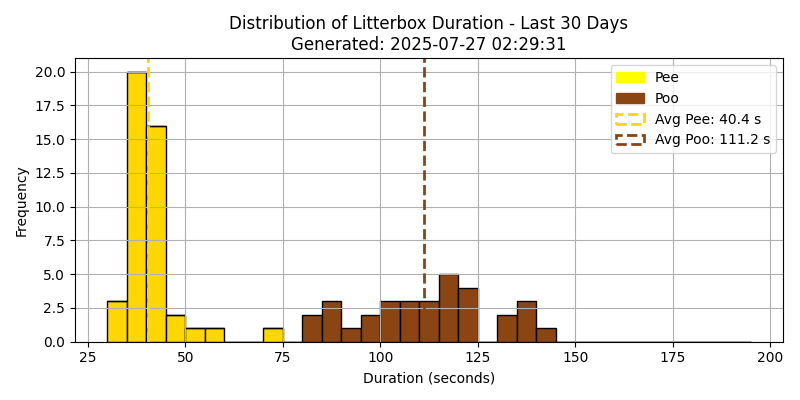 Distribution of Litterbox Duration - Last 30 Days
Generated: 2025-07-27 02:29:31
Pee
Poo
Avg Pee: 40.4 s
Avg Poo: 111.2 s
Frequency
20.0
17.5
15.0
12.5
10.0
7.5
5.0
2.5
0.0
25 50 75 100 125 150 175 200
Duration (seconds)